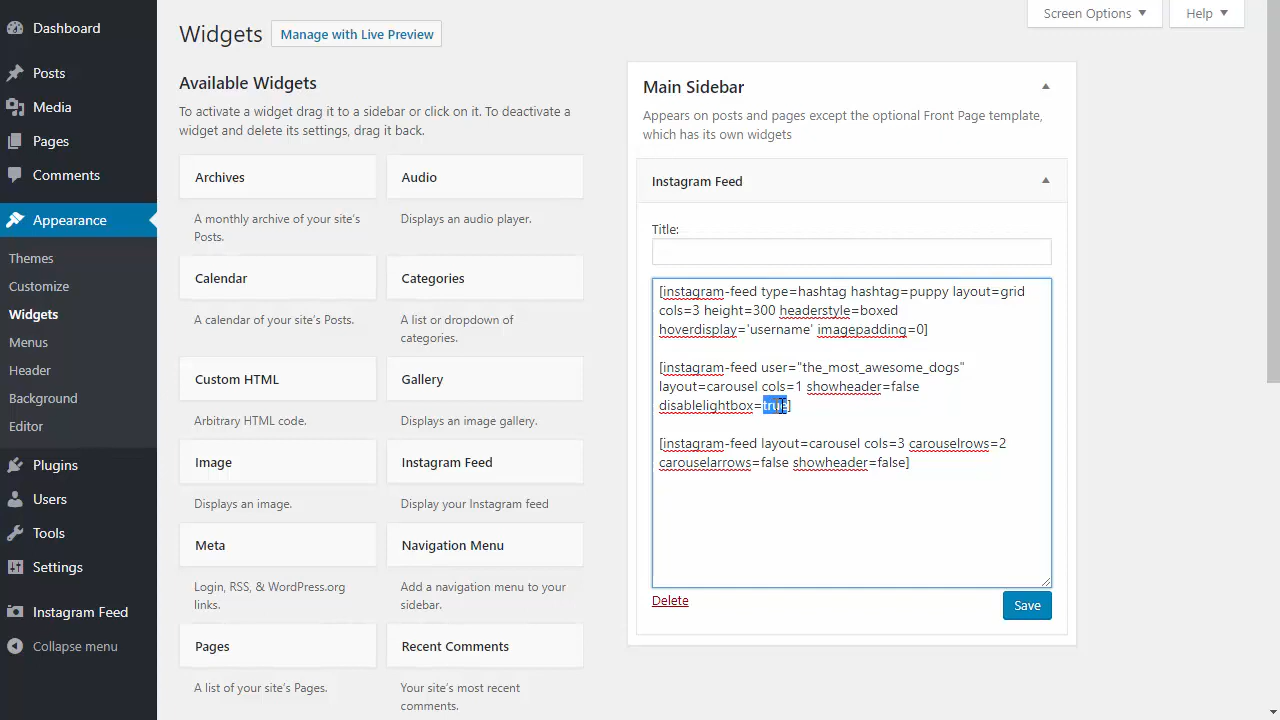 Dashboard
Posts
Media
Pages
Comments
Appearance
Themes
Customize
Widgets
Menus
Header
Background
Editor
Plugins
Users
Tools
Settings
Instagram Feed
Collapse menu
Screen Options
Help
Widgets
Manage with Live Preview
Available Widgets
To activate a widget drag it to a sidebar or click on it. To deactivate a
widget and delete its settings, drag it back.
Archives
A monthly archive of your site's
Posts.
Audio
Displays an audio player.
Calendar
A calendar of your site's Posts.
Categories
A list or dropdown of
categories.
Custom HTML
Arbitrary HTML code.
Gallery
Displays an image gallery.
Image
Displays an image.
Instagram Feed
Display your Instagram feed
Meta
Login, RSS, & WordPress.org
links.
Navigation Menu
Add a navigation menu to your
sidebar.
Pages
A list of your site's Pages.
Recent Comments
Your site's most recent
comments.
Main Sidebar
Appears on posts and pages except the optional Front Page template,
which has its own widgets
Instagram Feed
Title:
[instagram-feed type=hashtag hashtag=puppy layout=grid
cols=3 height=300 headerstyle=boxed
hoverdisplay='username' imagepadding=0]
[instagram-feed user="the_most_awesome_dogs"
layout=carousel cols=1 showheader=false
disablelightbox=true]
[instagram-feed layout=carousel cols=3 carouselrows=2
carouselarrows=false showheader=false]
Delete
Save